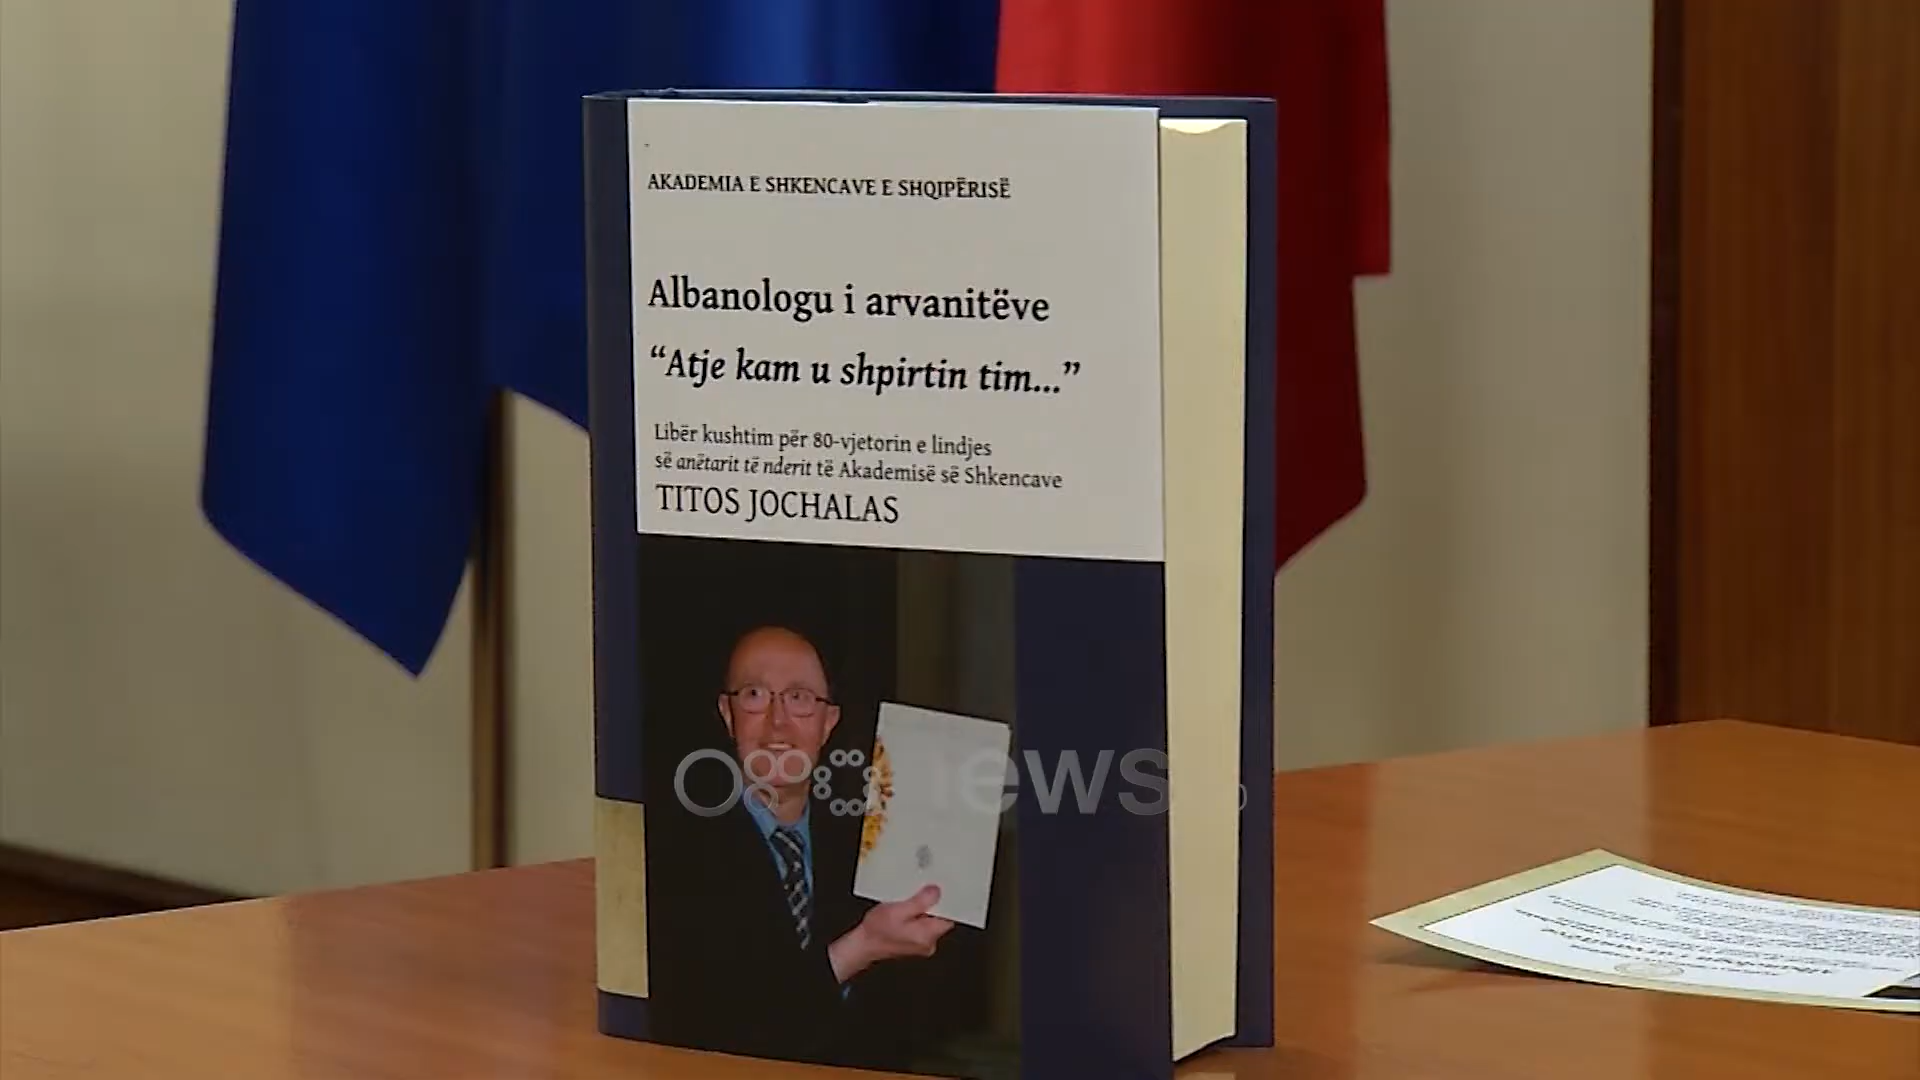 AKADEMIA E SHKENCAVE E SHQIPËRISË
Albanologu i arvanitëve
“Atje kam u shpirtin tim...”
Libër kushtim për 80-vjetorin e lindjes
së anëtarit të nderit të Akademisë së Shkencave
TITOS JOCHALAS
news